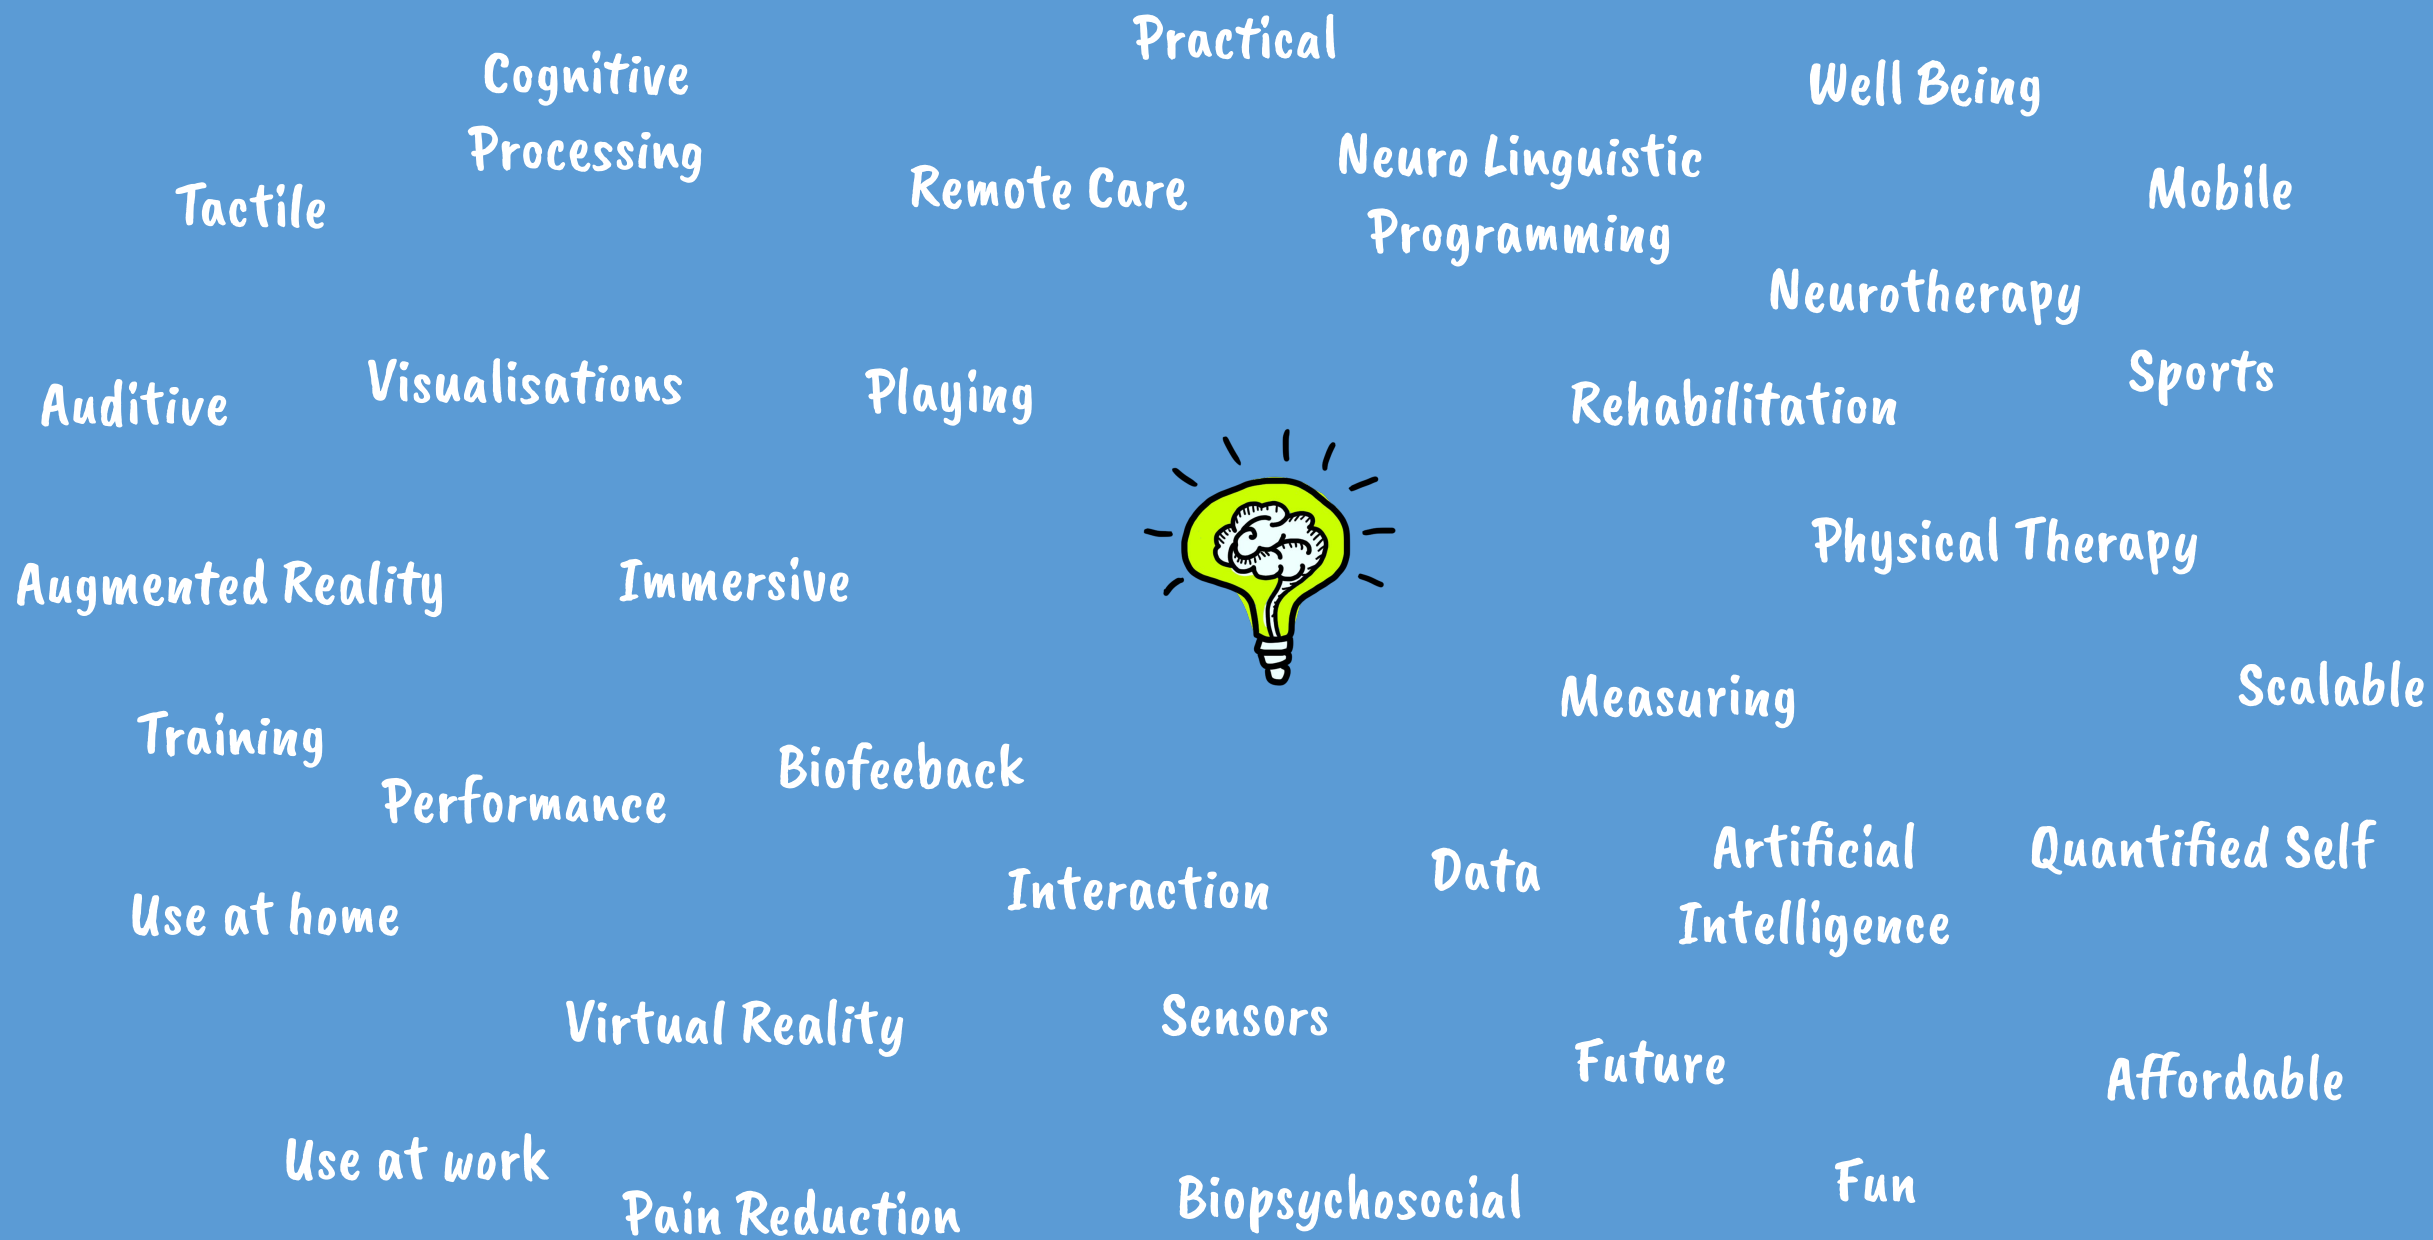 Practical
Cognitive
Processing
Well Being
Neuro Linguistic
Programming
Remote Care
Mobile
Tactile
Neurotherapy
Sports
Visualisations
Playing
Auditive
Rehabilitation
Physical Therapy
Augmented Reality
Immersive
Measuring
Scalable
Training
Biofeeback
Performance
Artificial
Intelligence
Quantified Self
Data
Interaction
Use at home
Virtual Reality
Sensors
Future
Affordable
Use at work
Fun
Biopsychosocial
Pain Reduction